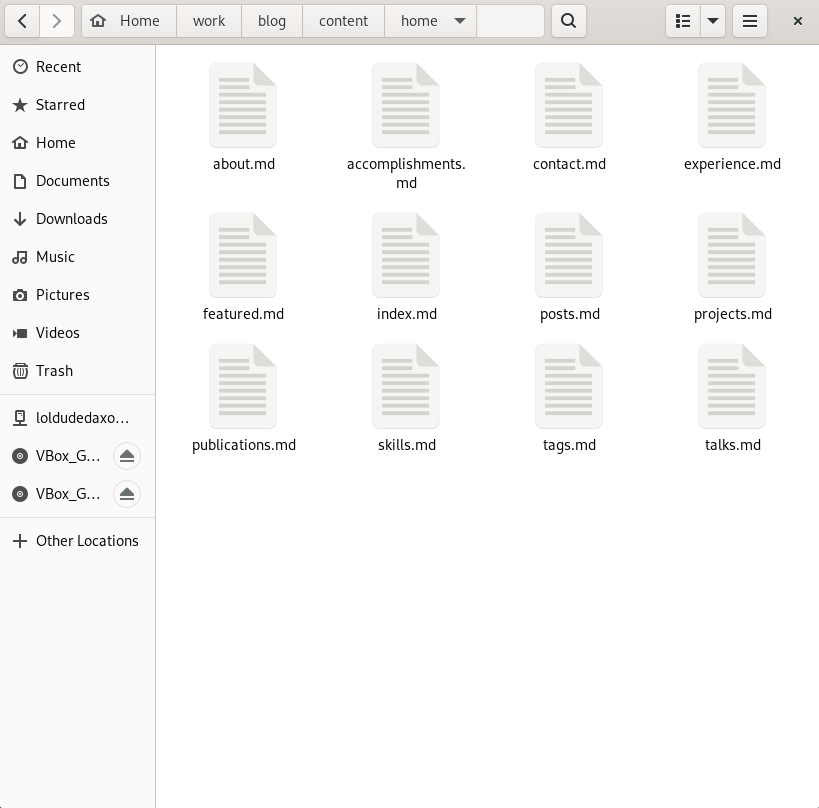 Home work blog content home
Recent
Starred
Home
Documents
Downloads
Music
Pictures
Videos
Trash
loldudedaxo...
VBox_G...
VBox_G...
Other Locations
about.md
accomplishments.
md
contact.md
experience.md
featured.md
index.md
posts.md
projects.md
publications.md
skills.md
tags.md
talks.md